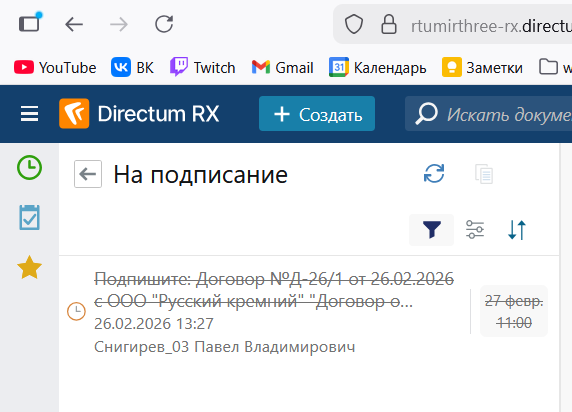 rtumirthree-rx.directu
YouTube ВК Twitch Gmail Календарь Заметки w
Directum RX + Создать Искать докуме
На подписание
Подпишите: Договор №Д-26/1 от 26.02.2026
с ООО "Русский кремний" "Договор о...
27 февр.
11:00
26.02.2026 13:27
Снигирев_03 Павел Владимирович